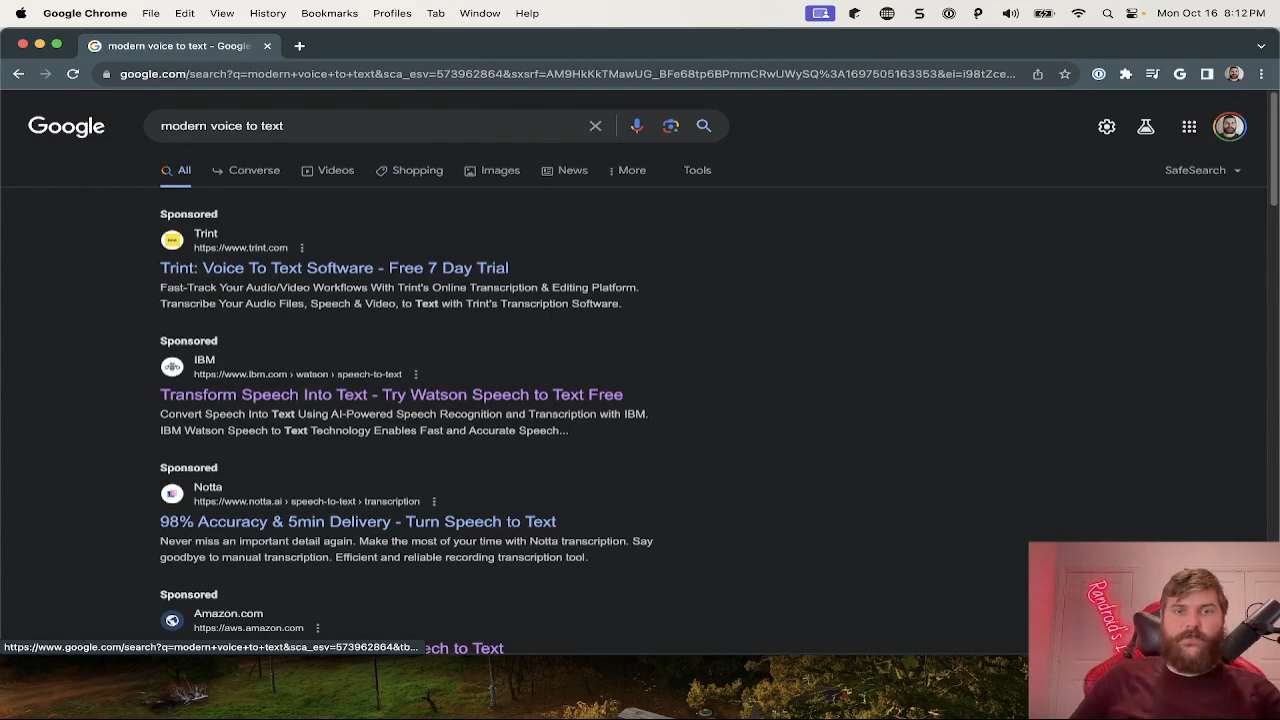 Google Chrome File Edit View History Bookmarks Profiles Tab Window Help Mon Oct 16 8:12PM
modern voice to text - Google
google.com/search?q=modern+voice+to+text&sca_esv=573962864&sxsrf=AM9HkKkTMawUG_BFe68tp6BPmmCRwUWySQ%3A1697505163353&ei=i98tZce...
Google
modern voice to text
All Converse Videos Shopping Images News More Tools SafeSearch
Sponsored
Trint
https://www.trint.com
Trint: Voice To Text Software - Free 7 Day Trial
Fast-Track Your Audio/Video Workflows With Trint's Online Transcription & Editing Platform.
Transcribe Your Audio Files, Speech & Video, to Text with Trint's Transcription Software.
Sponsored
IBM
https://www.ibm.com › watson › speech-to-text
Transform Speech Into Text - Try Watson Speech to Text Free
Convert Speech Into Text Using AI-Powered Speech Recognition and Transcription with IBM.
IBM Watson Speech to Text Technology Enables Fast and Accurate Speech...
Sponsored
Notta
https://www.notta.ai › speech-to-text › transcription
98% Accuracy & 5min Delivery - Turn Speech to Text
Never miss an important detail again. Make the most of your time with Notta transcription. Say
goodbye to manual transcription. Efficient and reliable recording transcription tool.
Sponsored
Amazon.com
https://aws.amazon.com
https://www.google.com/search?q=modern+voice+to+text&sca_esv=573962864&tb...
ech to Text
Randroid's